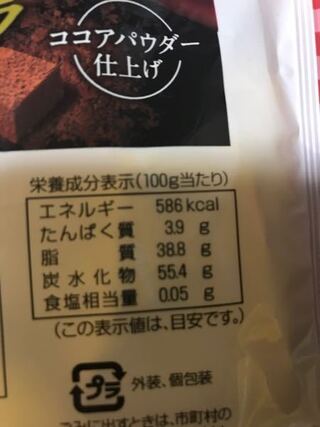 ココアパウダー
仕上げ
栄養成分表示(100g当たり)
エネルギー 586kcal
たんぱく質 3.9 g
脂質 38.8 g
炭水化物 55.4 g
食塩相当量 0.05 g
(この表示値は、目安です。)
プラ 外装、個包装
ごみに出すときは、市町村の